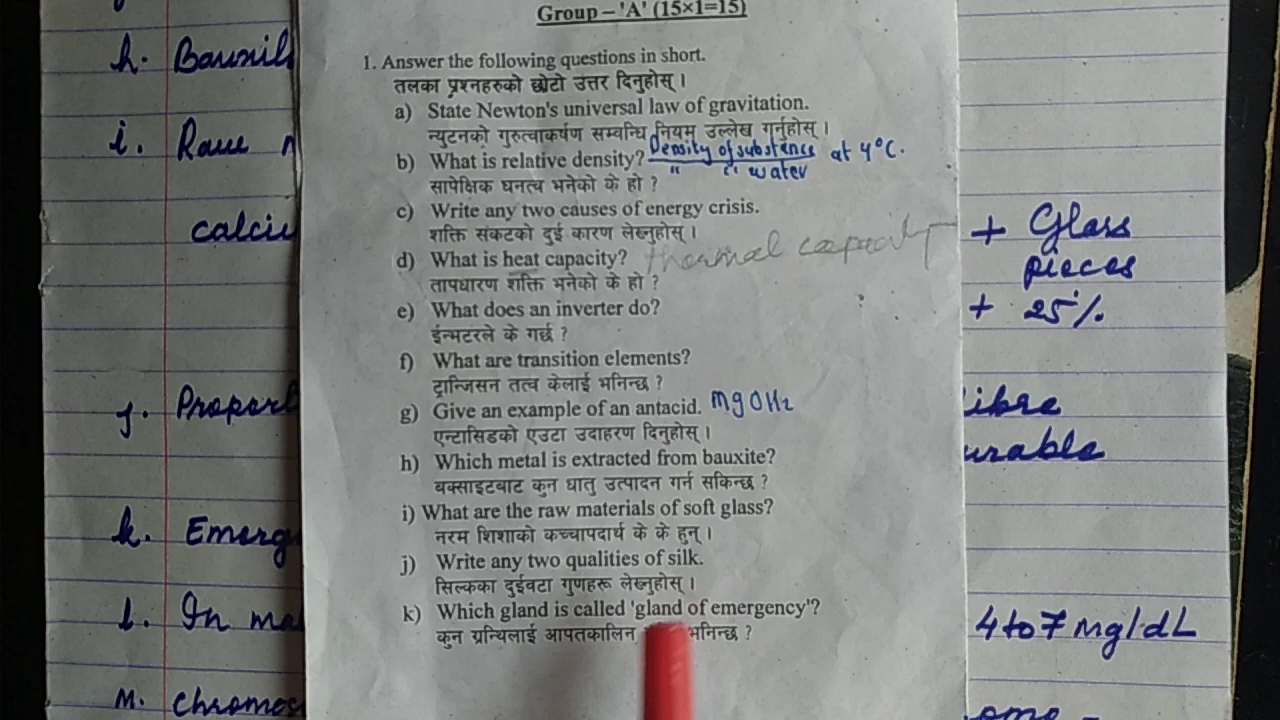 Group – 'A' (15×1=15)
1. Answer the following questions in short.
तलका प्रश्नहरुको छोटो उत्तर दिनुहोस् ।
a) State Newton's universal law of gravitation.
न्युटनको गुरुत्वाकर्षण सम्वन्धि नियम उल्लेख गर्नुहोस् ।
b) What is relative density? Density of substance at 4°C.
" " water
सापेक्षिक घनत्व भनेको के हो ?
c) Write any two causes of energy crisis.
शक्ति संकटको दुई कारण लेख्नुहोस् ।
d) What is heat capacity? thermal capacity
तापधारण शक्ति भनेको के हो ?
e) What does an inverter do?
ईन्भटरले के गर्छ ?
f) What are transition elements?
ट्रान्जिसन तत्व केलाई भनिन्छ ?
g) Give an example of an antacid. MgOH2
एन्टासिडको एउटा उदाहरण दिनुहोस् ।
h) Which metal is extracted from bauxite?
बक्साइटबाट कुन धातु उत्पादन गर्न सकिन्छ ?
i) What are the raw materials of soft glass?
नरम शिशाको कच्चापदार्थ के के हुन् ।
j) Write any two qualities of silk.
सिल्कका दुईवटा गुणहरू लेख्नुहोस् ।
k) Which gland is called 'gland of emergency'?
कुन ग्रन्थिलाई आपतकालिन भनिन्छ ?
h.
i. Raw
calci + Glass
pieces
+ 25%
j. Propert ibre
urable
k. Emerg
l. In ma 4 to 7 mg/dL
M. Chromos